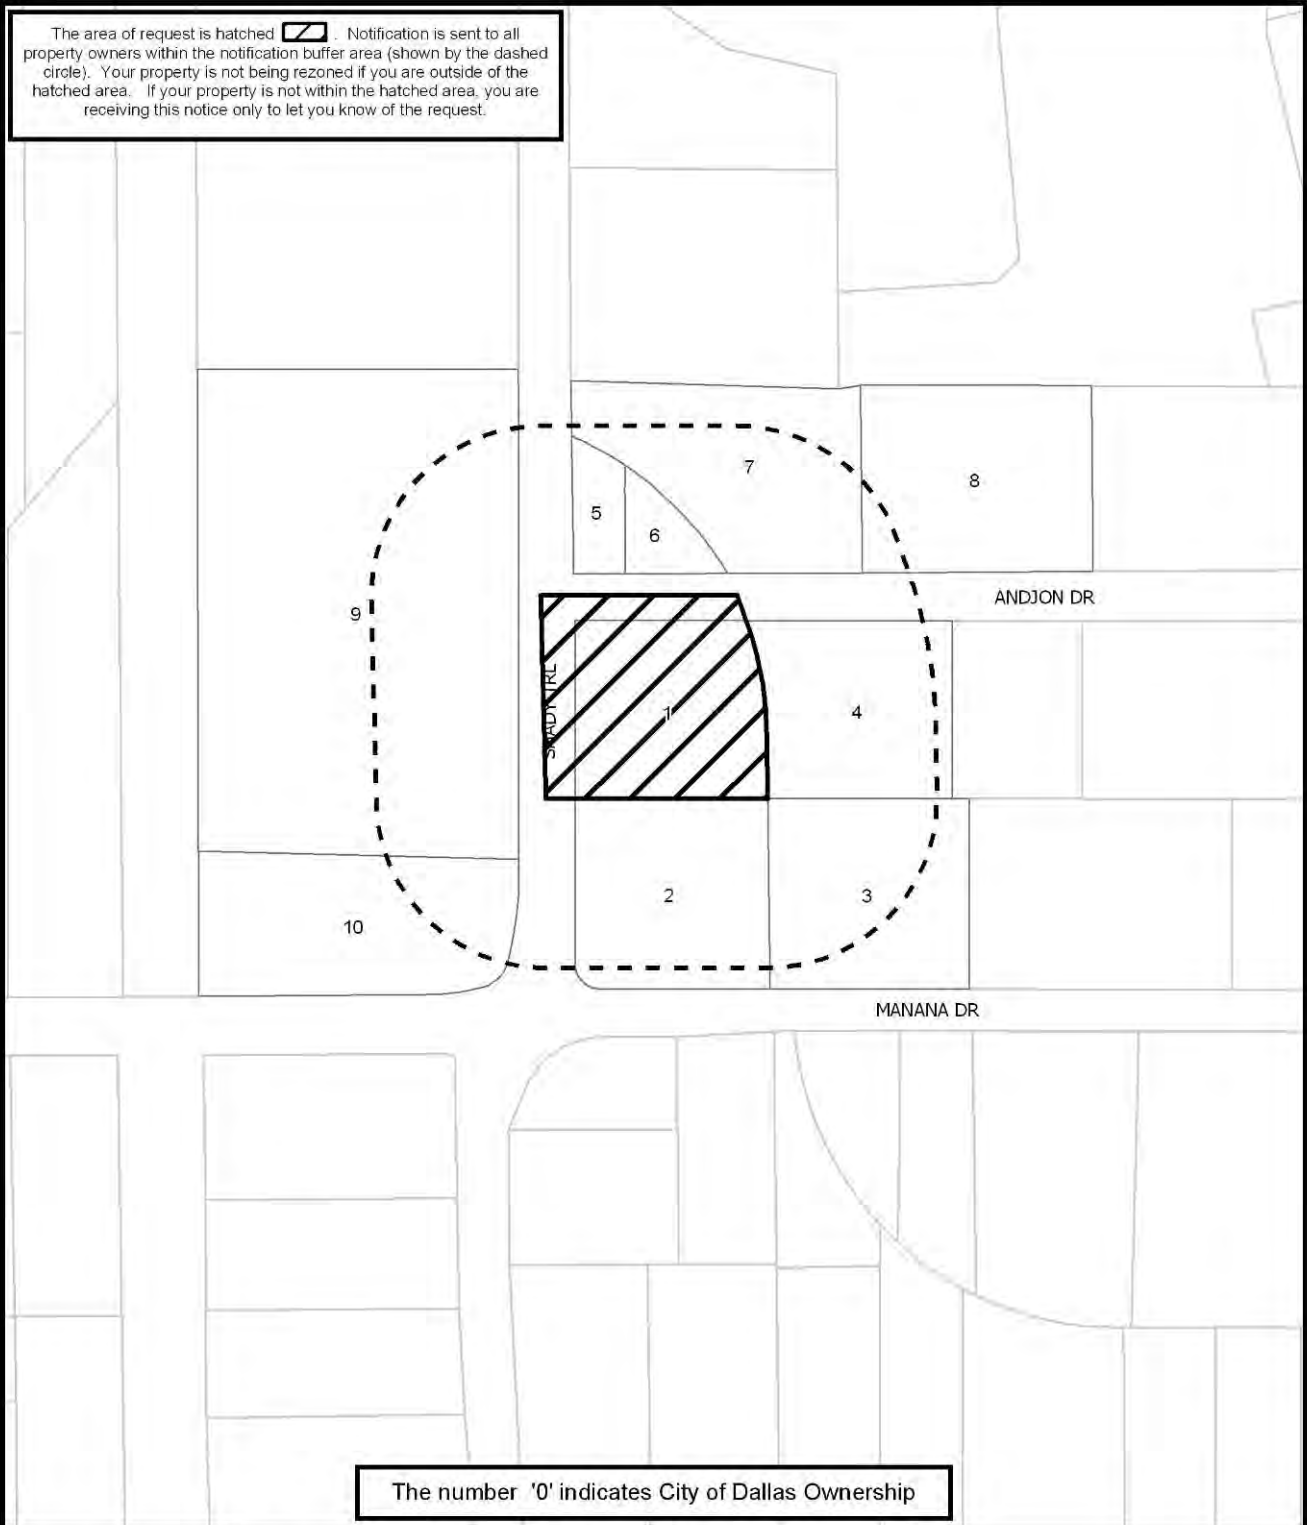 The area of request is hatched . Notification is sent to all
property owners within the notification buffer area (shown by the dashed
circle). Your property is not being rezoned if you are outside of the
hatched area. If your property is not within the hatched area, you are
receiving this notice only to let you know of the request.
7
8
5
6
ANDJON DR
9
SHADY TRL
1
4
2
3
10
MANANA DR
The number '0' indicates City of Dallas Ownership